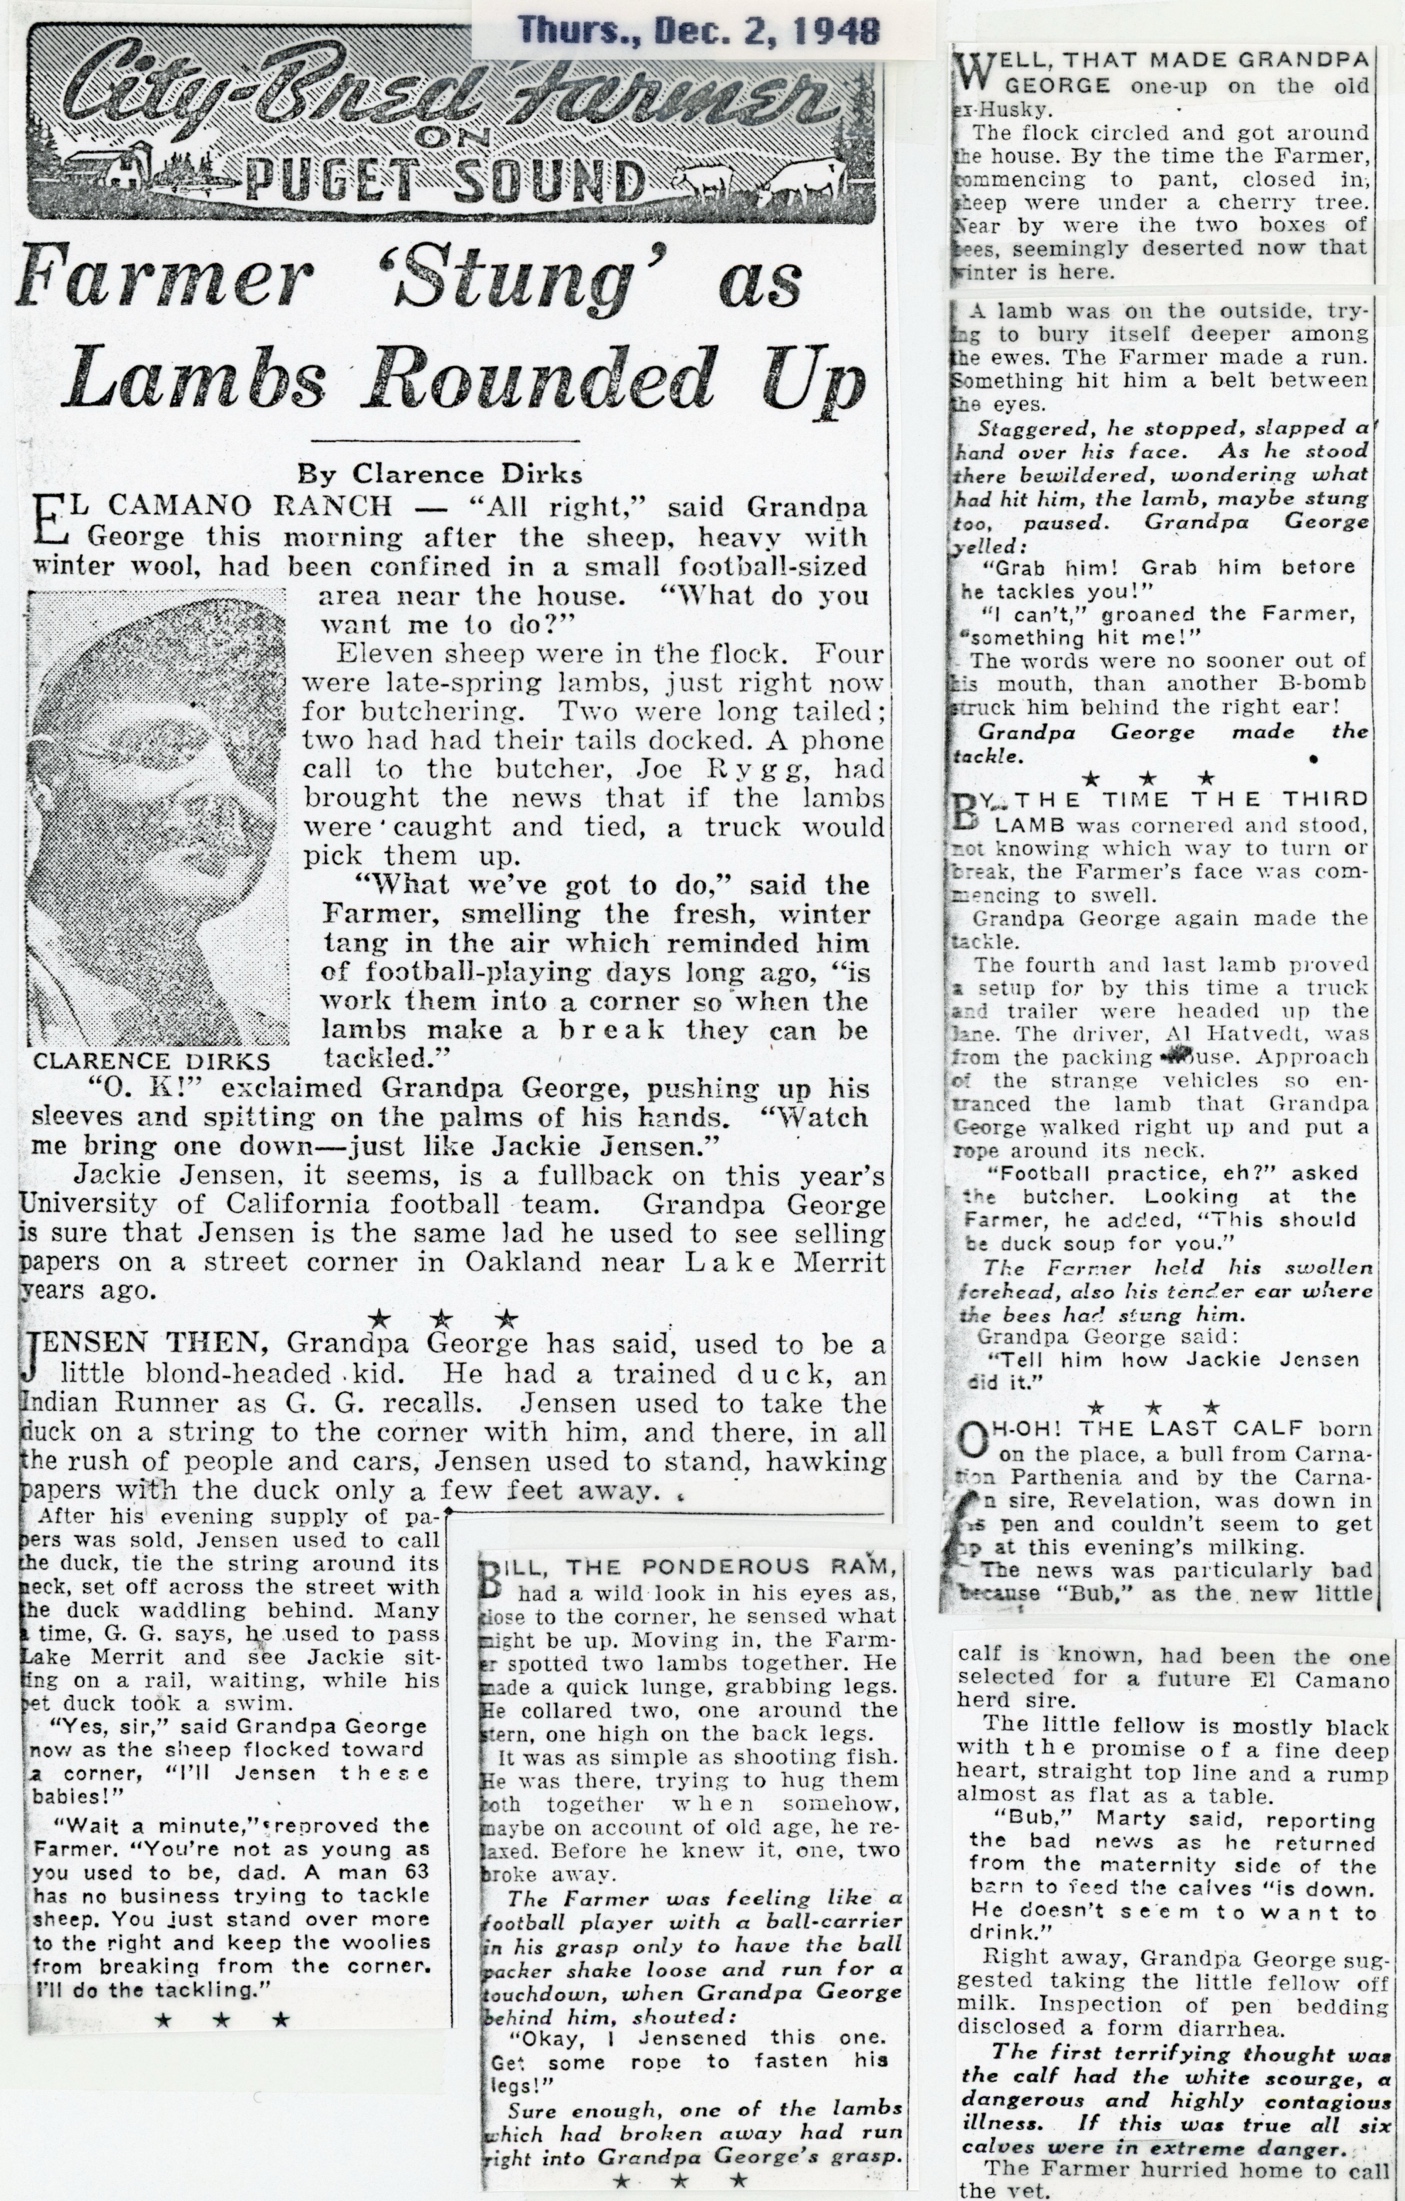 Thurs., Dec. 2, 1948
City-Bred Farmer
ON
PUGET SOUND
Farmer 'Stung' as
Lambs Rounded Up
By Clarence Dirks
EL CAMANO RANCH — "All right," said Grandpa
George this morning after the sheep, heavy with
winter wool, had been confined in a small football-sized
area near the house. "What do you
want me to do?"
Eleven sheep were in the flock. Four
were late-spring lambs, just right now
for butchering. Two were long tailed;
two had had their tails docked. A phone
call to the butcher, Joe Rygg, had
brought the news that if the lambs
were caught and tied, a truck would
pick them up.
"What we've got to do," said the
Farmer, smelling the fresh, winter
tang in the air which reminded him
of football-playing days long ago, "is
work them into a corner so when the
lambs make a break they can be
tackled."
CLARENCE DIRKS
"O. K!" exclaimed Grandpa George, pushing up his
sleeves and spitting on the palms of his hands. "Watch
me bring one down—just like Jackie Jensen."
Jackie Jensen, it seems, is a fullback on this year's
University of California football team. Grandpa George
is sure that Jensen is the same lad he used to see selling
papers on a street corner in Oakland near Lake Merrit
years ago.
★ ★ ★
JENSEN THEN, Grandpa George has said, used to be a
little blond-headed kid. He had a trained duck, an
Indian Runner as G. G. recalls. Jensen used to take the
duck on a string to the corner with him, and there, in all
the rush of people and cars, Jensen used to stand, hawking
papers with the duck only a few feet away.
After his evening supply of pa-
pers was sold, Jensen used to call
the duck, tie the string around its
neck, set off across the street with
the duck waddling behind. Many
a time, G. G. says, he used to pass
Lake Merrit and see Jackie sit-
ting on a rail, waiting, while his
pet duck took a swim.
"Yes, sir," said Grandpa George
now as the sheep flocked toward
a corner, "I'll Jensen these
babies!"
"Wait a minute," reproved the
Farmer. "You're not as young as
you used to be, dad. A man 63
has no business trying to tackle
sheep. You just stand over more
to the right and keep the woolies
from breaking from the corner.
I'll do the tackling."
★ ★ ★
BILL, THE PONDEROUS RAM,
had a wild look in his eyes as,
close to the corner, he sensed what
might be up. Moving in, the Farm-
er spotted two lambs together. He
made a quick lunge, grabbing legs.
He collared two, one around the
stern, one high on the back legs.
It was as simple as shooting fish.
He was there, trying to hug them
both together when somehow,
maybe on account of old age, he re-
laxed. Before he knew it, one, two
broke away.
The Farmer was feeling like a
football player with a ball-carrier
in his grasp only to have the ball
packer shake loose and run for a
touchdown, when Grandpa George
behind him, shouted:
"Okay, I Jensened this one.
Get some rope to fasten his
legs!"
Sure enough, one of the lambs
which had broken away had run
right into Grandpa George's grasp.
★ ★ ★
WELL, THAT MADE GRANDPA
GEORGE one-up on the old
ex-Husky.
The flock circled and got around
the house. By the time the Farmer,
commencing to pant, closed in,
sheep were under a cherry tree.
Near by were the two boxes of
bees, seemingly deserted now that
winter is here.
A lamb was on the outside, try-
ing to bury itself deeper among
the ewes. The Farmer made a run.
Something hit him a belt between
the eyes.
Staggered, he stopped, slapped a
hand over his face. As he stood
there bewildered, wondering what
had hit him, the lamb, maybe stung
too, paused. Grandpa George
yelled:
"Grab him! Grab him before
he tackles you!"
"I can't," groaned the Farmer,
"something hit me!"
The words were no sooner out of
his mouth, than another B-bomb
struck him behind the right ear!
Grandpa George made the
tackle.
★ ★ ★
BY THE TIME THE THIRD
LAMB was cornered and stood,
not knowing which way to turn or
break, the Farmer's face was com-
mencing to swell.
Grandpa George again made the
tackle.
The fourth and last lamb proved
a setup for by this time a truck
and trailer were headed up the
lane. The driver, Al Hatvedt, was
from the packing house. Approach
of the strange vehicles so en-
tranced the lamb that Grandpa
George walked right up and put a
rope around its neck.
"Football practice, eh?" asked
the butcher. Looking at the
Farmer, he added, "This should
be duck soup for you."
The Farmer held his swollen
forehead, also his tender ear where
the bees had stung him.
Grandpa George said:
"Tell him how Jackie Jensen
did it."
★ ★ ★
OH-OH! THE LAST CALF born
on the place, a bull from Carna-
tion Parthenia and by the Carna-
n sire, Revelation, was down in
his pen and couldn't seem to get
up at this evening's milking.
The news was particularly bad
because "Bub," as the new little
calf is known, had been the one
selected for a future El Camano
herd sire.
The little fellow is mostly black
with the promise of a fine deep
heart, straight top line and a rump
almost as flat as a table.
"Bub," Marty said, reporting
the bad news as he returned
from the maternity side of the
barn to feed the calves "is down.
He doesn't seem to want to
drink."
Right away, Grandpa George sug-
gested taking the little fellow off
milk. Inspection of pen bedding
disclosed a form diarrhea.
The first terrifying thought was
the calf had the white scourge, a
dangerous and highly contagious
illness. If this was true all six
calves were in extreme danger.
The Farmer hurried home to call
the vet.